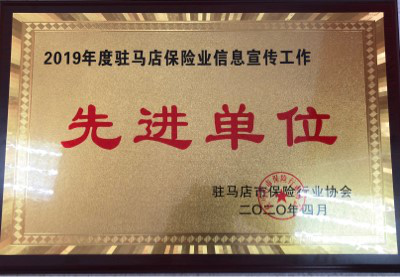 2019年度驻马店保险业信息宣传工作
先进单位
驻马店市保险行业协会
二〇二〇年四月